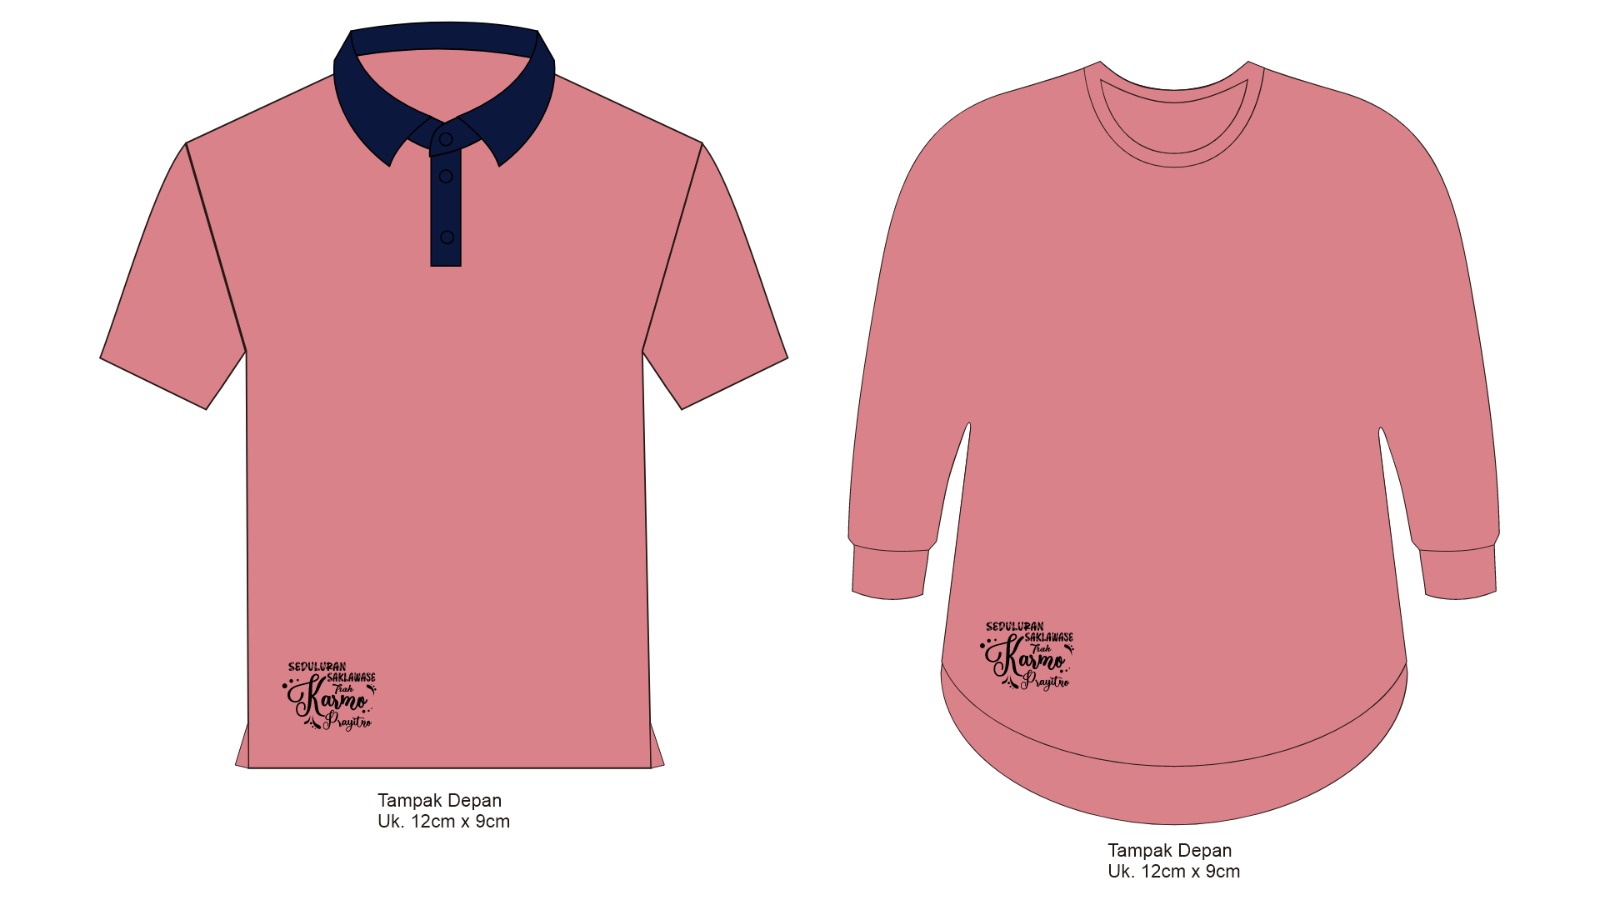 SEDULURAN
SAKLAWASE
Trah
Karmo
Prayitno
Tampak Depan
Uk. 12cm x 9cm
SEDULURAN
SAKLAWASE
Trah
Karmo
Prayitno
Tampak Depan
Uk. 12cm x 9cm